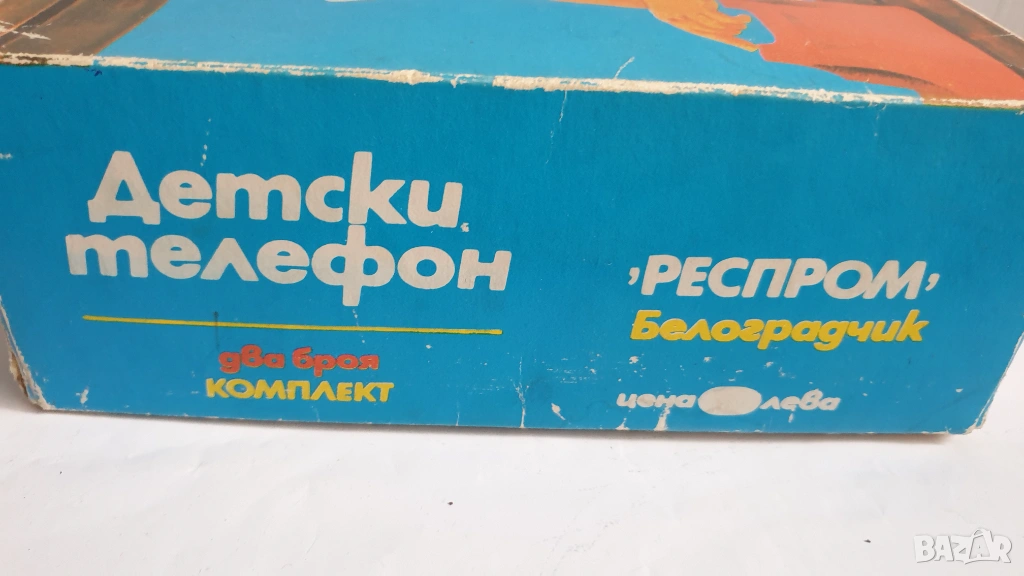 Детски
телефон
два броя
КОМПЛЕКТ
,РЕСПРОМ,
Белоградчик
цена лева
BAZAR